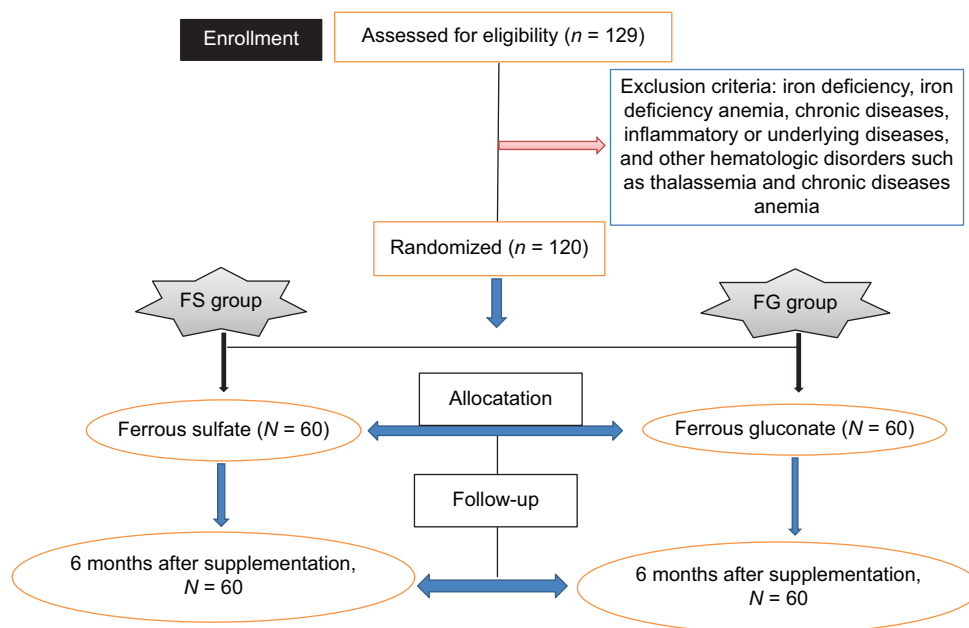 Enrollment
Assessed for eligibility (n = 129)
Exclusion criteria: iron deficiency, iron
deficiency anemia, chronic diseases,
inflammatory or underlying diseases,
and other hematologic disorders such
as thalassemia and chronic diseases
anemia
Randomized (n = 120)
FS group
FG group
Allocatation
Ferrous sulfate (N = 60)
Ferrous gluconate (N = 60)
Follow-up
6 months after supplementation,
N = 60
6 months after supplementation,
N = 60